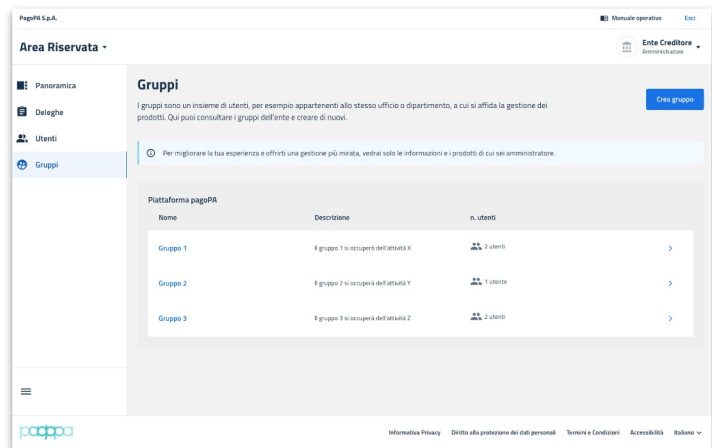 PagoPA S.p.A.
Manuale operativo
Esci
Area Riservata
Ente Creditore
Amministratore
Panoramica
Deleghe
Utenti
Gruppi
Gruppi
I gruppi sono un insieme di utenti, per esempio appartenenti allo stesso ufficio o dipartimento, a cui si affida la gestione dei
prodotti. Qui puoi consultare i gruppi dell'ente e creare di nuovi.
Crea gruppo
Per migliorare la tua esperienza e offrirti una gestione più mirata, vedrai solo le informazioni e i prodotti di cui sei amministratore.
Piattaforma pagoPA
Nome Descrizione n. utenti
Gruppo 1 Il gruppo 1 si occuperò dell'attività X 2 utenti
Gruppo 2 Il gruppo 2 si occuperà dell'attività Y 1 utente
Gruppo 3 Il gruppo 3 si occuperà dell'attività Z 2 utenti
pagopa
Informativa Privacy Diritto alla protezione dei dati personali Termini e Condizioni Accessibilità Italiano